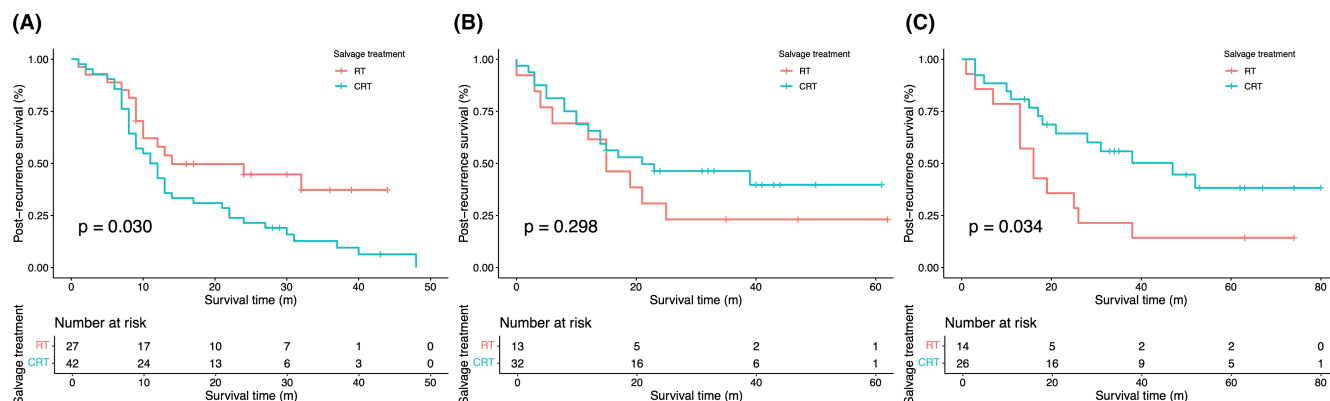 (A)
Salvage treatment
RT
CRT
Post−recurrence survival (%)
1.00
0.75
0.50
0.25
0.00
p = 0.030
0 10 20 30 40 50
Survival time (m)
Number at risk
Salvage treatment
RT 27 17 10 7 1 0
CRT 42 24 13 6 3 0
0 10 20 30 40 50
Survival time (m)
(B)
Salvage treatment
RT
CRT
Post−recurrence survival (%)
1.00
0.75
0.50
0.25
0.00
p = 0.298
0 20 40 60
Survival time (m)
Number at risk
Salvage treatment
RT 13 5 2 1
CRT 32 16 6 1
0 20 40 60
Survival time (m)
(C)
Salvage treatment
RT
CRT
Post−recurrence survival (%)
1.00
0.75
0.50
0.25
0.00
p = 0.034
0 20 40 60 80
Survival time (m)
Number at risk
Salvage treatment
RT 14 5 2 2 0
CRT 26 16 9 5 1
0 20 40 60 80
Survival time (m)